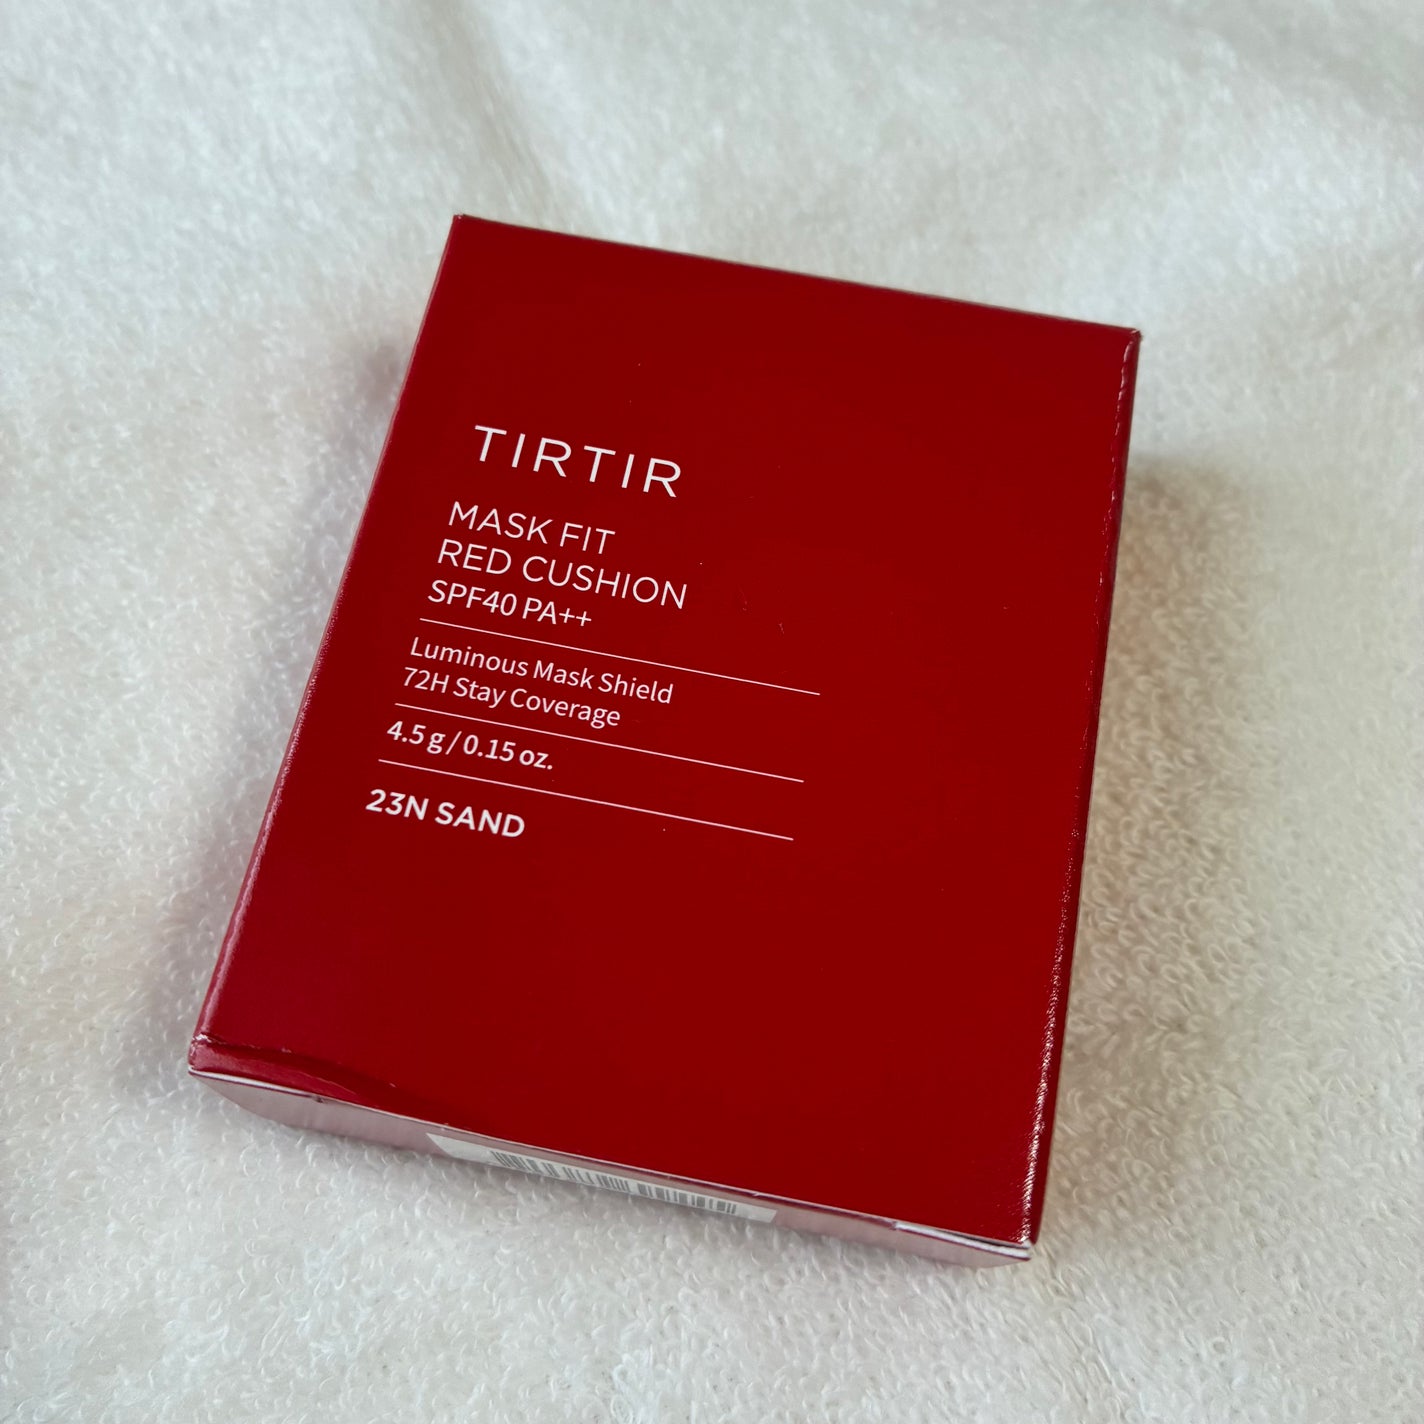 TIRTIR
MASK FIT
RED CUSHION
SPF40 PA++
Luminous Mask Shield
72H Stay Coverage
4.5 g / 0.15 oz.
23N SAND